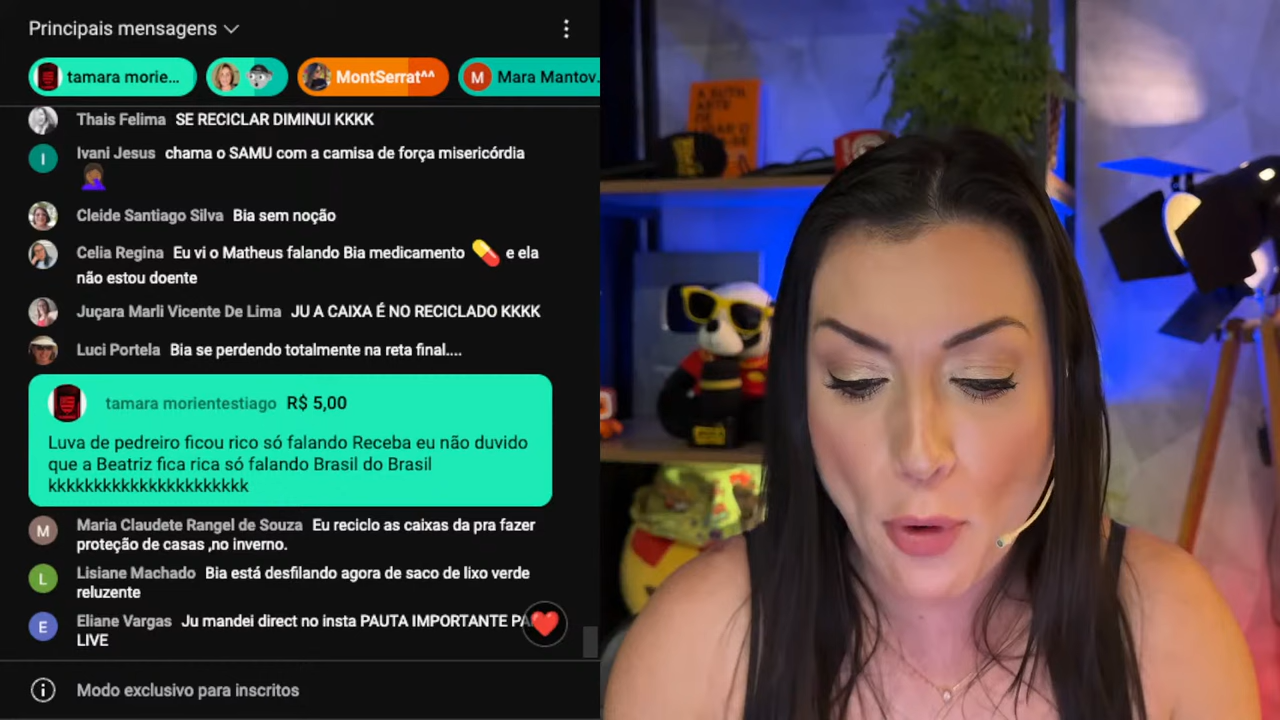 Principais mensagens
tamara morie...
MontSerrat^^
M Mara Mantov.
Thais Felima SE RECICLAR DIMINUI KKKK
I Ivani Jesus chama o SAMU com a camisa de força misericórdia
Cleide Santiago Silva Bia sem noção
Celia Regina Eu vi o Matheus falando Bia medicamento 💊 e ela
não estou doente
Juçara Marli Vicente De Lima JU A CAIXA É NO RECICLADO KKKK
Luci Portela Bia se perdendo totalmente na reta final....
tamara morientestiago R$ 5,00
Luva de pedreiro ficou rico só falando Receba eu não duvido
que a Beatriz fica rica só falando Brasil do Brasil
kkkkkkkkkkkkkkkkkkkkkk
M Maria Claudete Rangel de Souza Eu reciclo as caixas da pra fazer
proteção de casas ,no inverno.
L Lisiane Machado Bia está desfilando agora de saco de lixo verde
reluzente
E Eliane Vargas Ju mandei direct no insta PAUTA IMPORTANTE PA
LIVE
Modo exclusivo para inscritos
A SUTIL
ARTE
DE